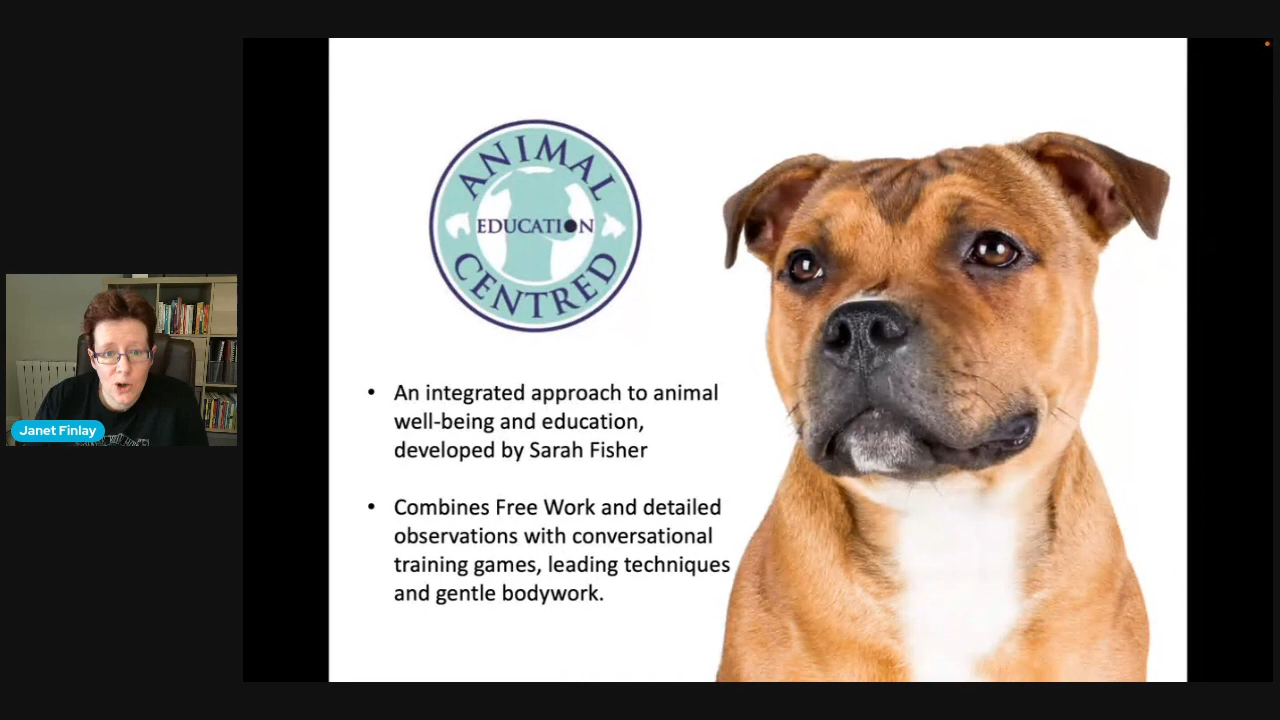 ANIMAL
EDUCATION
CENTRED
• An integrated approach to animal
well-being and education,
developed by Sarah Fisher
• Combines Free Work and detailed
observations with conversational
training games, leading techniques
and gentle bodywork.
Janet Finlay